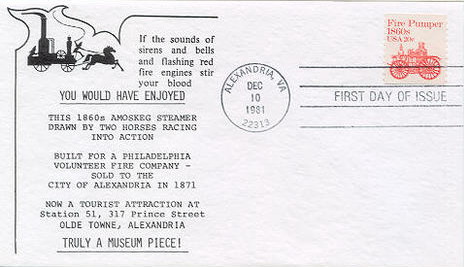 If the sounds of
sirens and bells
and flashing red
fire engines stir
your blood
YOU WOULD HAVE ENJOYED
THIS 1860s AMOSKEG STEAMER
DRAWN BY TWO HORSES RACING
INTO ACTION
BUILT FOR A PHILADELPHIA
VOLUNTEER FIRE COMPANY -
SOLD TO THE
CITY OF ALEXANDRIA IN 1871
NOW A TOURIST ATTRACTION AT
Station 51, 317 Prince Street
OLDE TOWNE, ALEXANDRIA
TRULY A MUSEUM PIECE!
ALEXANDRIA, VA
DEC
10
1981
22313
Fire Pumper
1860s
USA 20c
FIRST DAY OF ISSUE